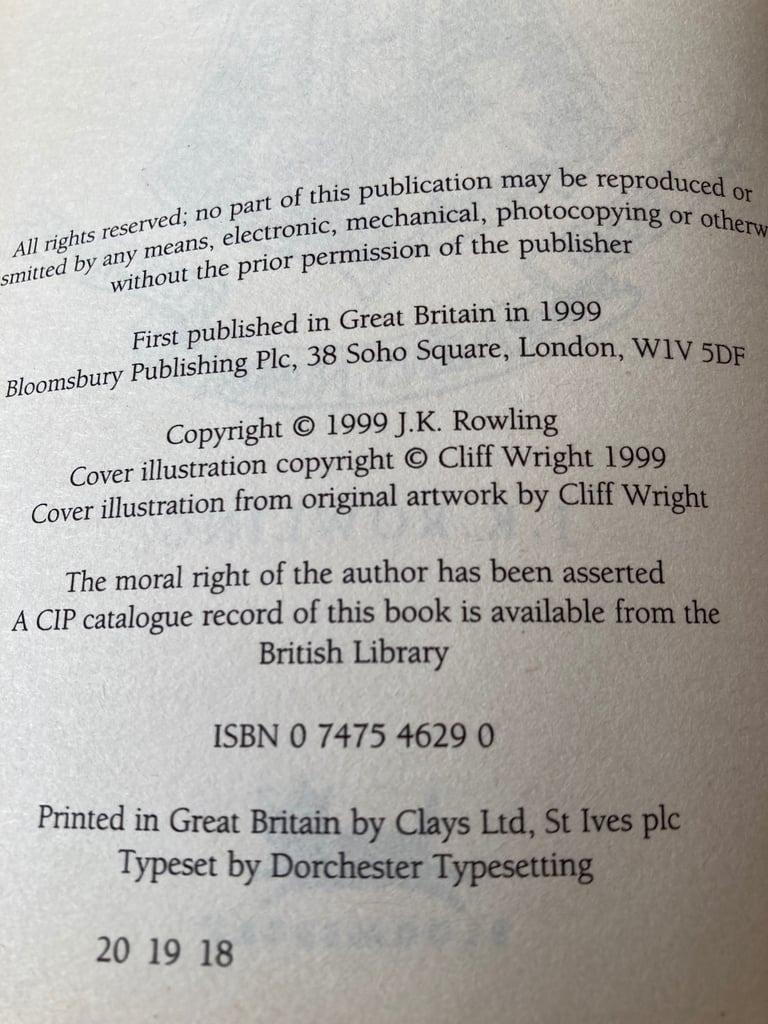 All rights reserved; no part of this publication may be reproduced or
smitted by any means, electronic, mechanical, photocopying or otherw
without the prior permission of the publisher
First published in Great Britain in 1999
Bloomsbury Publishing Plc, 38 Soho Square, London, W1V 5DF
Copyright © 1999 J.K. Rowling
Cover illustration copyright © Cliff Wright 1999
Cover illustration from original artwork by Cliff Wright
The moral right of the author has been asserted
A CIP catalogue record of this book is available from the
British Library
ISBN 0 7475 4629 0
Printed in Great Britain by Clays Ltd, St Ives plc
Typeset by Dorchester Typesetting
20 19 18